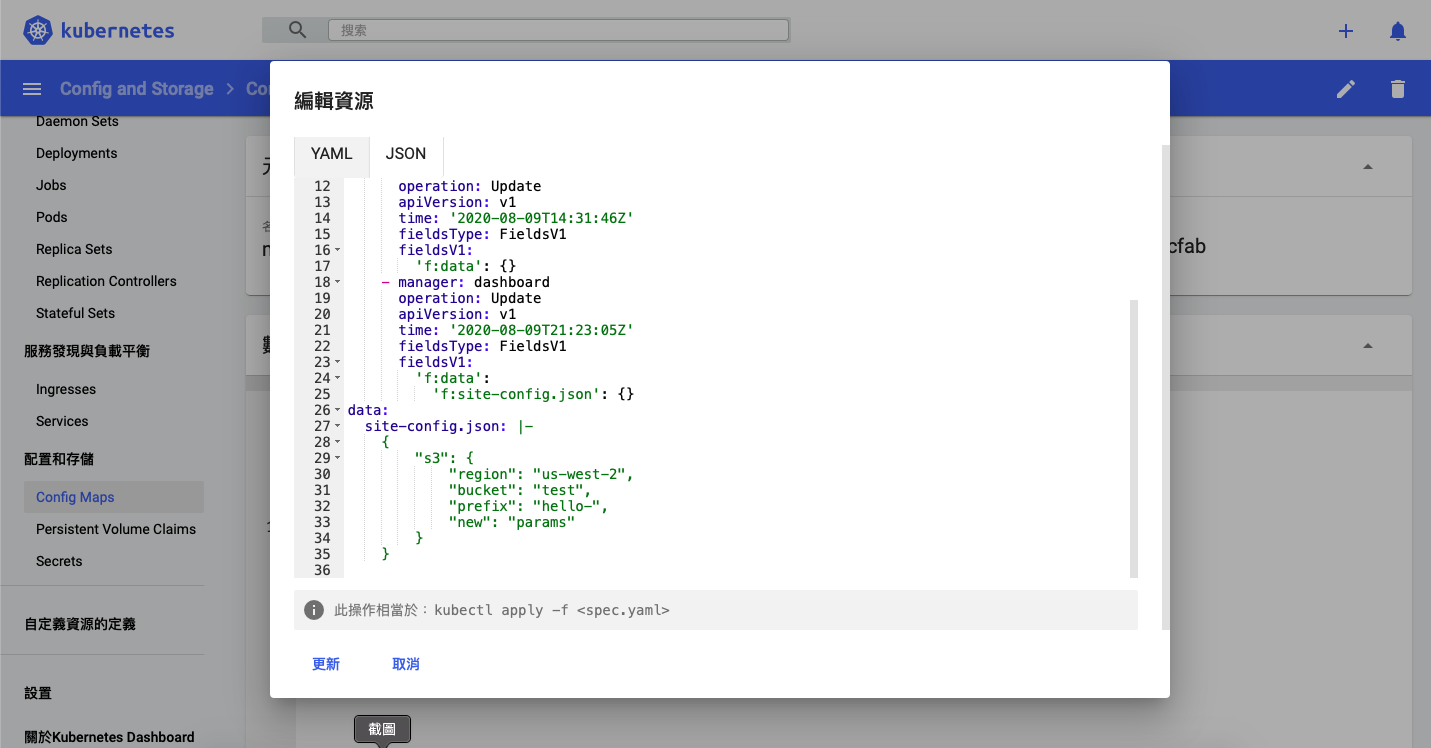 kubernetes
搜索
Config and Storage
編輯資源
YAML
JSON
12 operation: Update
13 apiVersion: v1
14 time: '2020-08-09T14:31:46Z'
15 fieldsType: FieldsV1
16 fieldsV1:
17 'f:data': {}
18 - manager: dashboard
19 operation: Update
20 apiVersion: v1
21 time: '2020-08-09T21:23:05Z'
22 fieldsType: FieldsV1
23 fieldsV1:
24 'f:data':
25 'f:site-config.json': {}
26 data:
27 site-config.json: |-
28 {
29 "s3": {
30 "region": "us-west-2",
31 "bucket": "test",
32 "prefix": "hello-",
33 "new": "params"
34 }
35 }
36
此操作相當於：kubectl apply -f <spec.yaml>
更新
取消
Daemon Sets
Deployments
Jobs
Pods
Replica Sets
Replication Controllers
Stateful Sets
服務發現與負載平衡
Ingresses
Services
配置和存儲
Config Maps
Persistent Volume Claims
Secrets
自定義資源的定義
設置
關於Kubernetes Dashboard
cfab
截圖